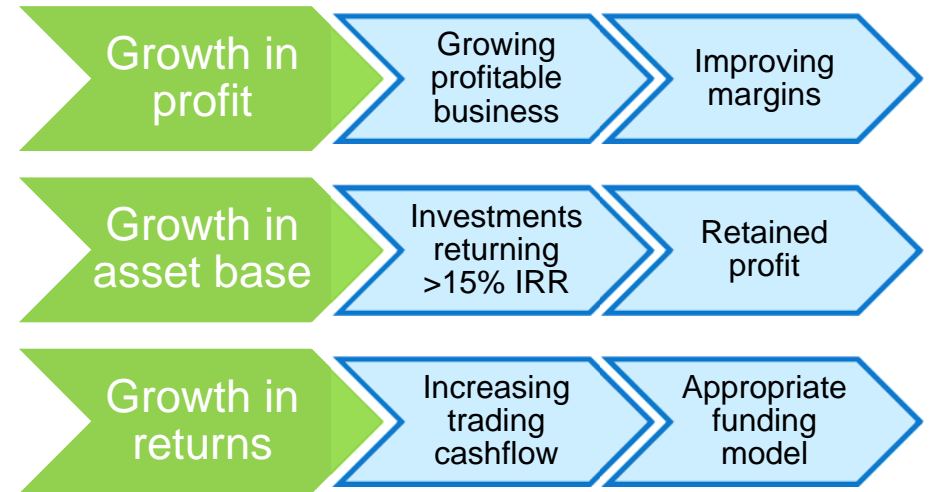 Growth in
profit
Growing
profitable
business
Improving
margins
Growth in
asset base
Investments
returning
>15% IRR
Retained
profit
Growth in
returns
Increasing
trading
cashflow
Appropriate
funding
model